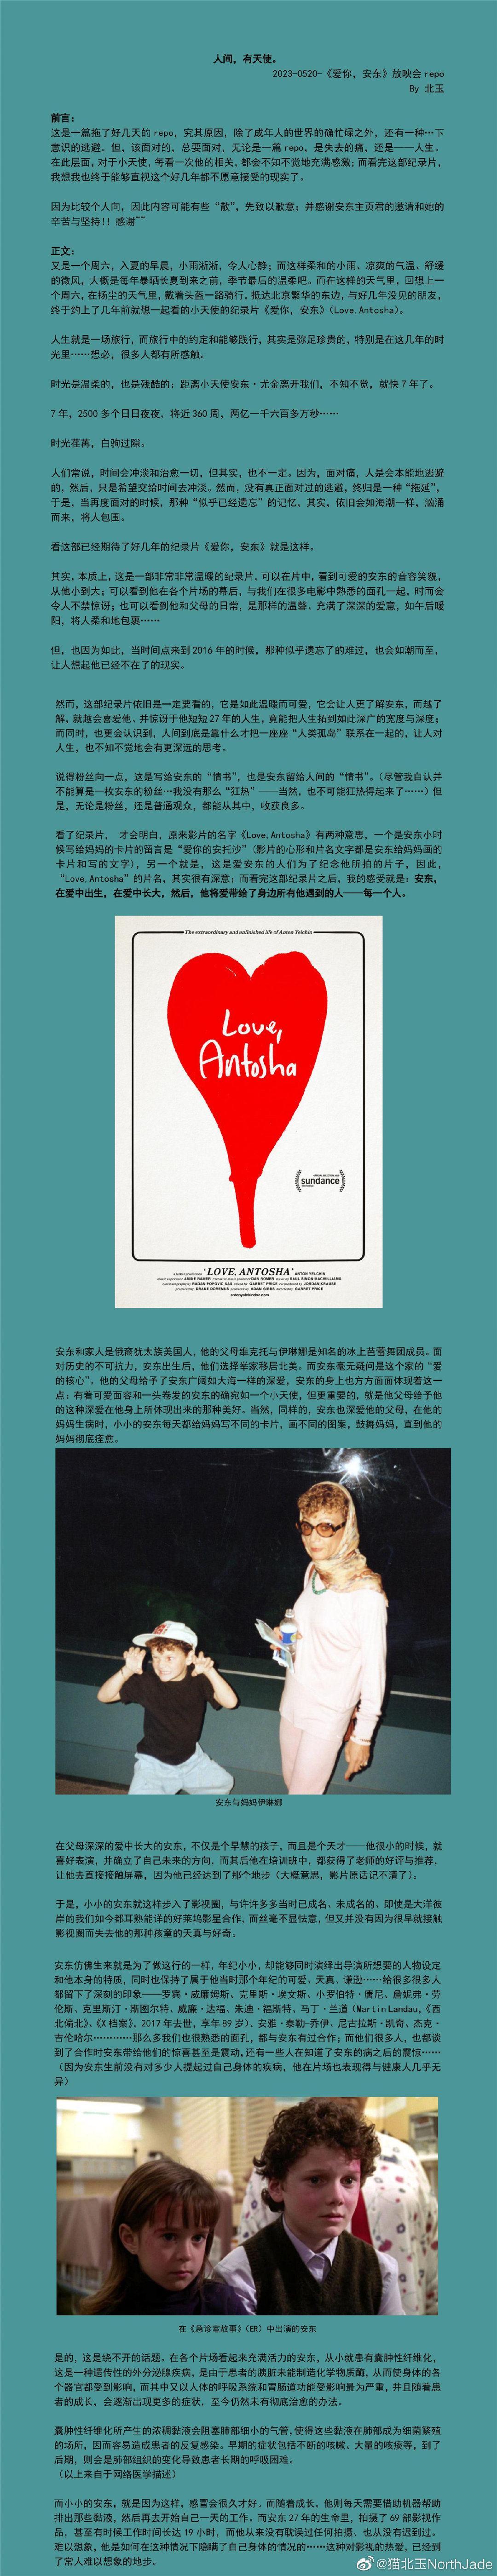 人间，有天使。
2023-0520-《爱你，安东》放映会 repo
By 北玉
前言：
这是一篇拖了好几天的 repo，究其原因，除了成年人的世界的确忙碌之外，还有一种…下
意识的逃避。但，该面对的，总要面对，无论是一篇 repo，是失去的痛，还是——人生。
在此层面，对于小天使，每看一次他的相关，都会不知不觉地充满感激；而看完这部纪录片，
我想我也终于能够直视这个好几年都不愿意接受的现实了。
因为比较个人向，因此内容可能有些“散”，先致以歉意；并感谢安东主页君的邀请和她的
辛苦与坚持！！感谢~~
正文：
又是一个周六，入夏的早晨，小雨淅淅，令人心静；而这样柔和的小雨、凉爽的气温、舒缓
的微风，大概是每年暴晒长夏到来之前，季节最后的温柔吧。而在这样的天气里，回想上一
个周六，在扬尘的天气里，戴着头盔一路骑行，抵达北京繁华的东边，与好几年没见的朋友，
终于约上了几年前就想一起看的小天使的纪录片《爱你，安东》（Love,Antosha）。
人生就是一场旅行，而旅行中的约定和能够践行，其实是弥足珍贵的，特别是在这几年的时
光里……想必，很多人都有所感触。
时光是温柔的，也是残酷的：距离小天使安东·尤金离开我们，不知不觉，就快 7 年了。
7 年，2500 多个日日夜夜，将近 360 周，两亿一千六百多万秒……
时光荏苒，白驹过隙。
人们常说，时间会冲淡和治愈一切，但其实，也不一定。因为，面对痛，人是会本能地逃避
的，然后，只是希望交给时间去冲淡。然而，没有真正面对过的逃避，终归是一种“拖延”，
于是，当再度面对的时候，那种“似乎已经遗忘”的记忆，其实，依旧会如海潮一样，汹涌
而来，将人包围。
看这部已经期待了好几年的纪录片《爱你，安东》就是这样。
其实，本质上，这是一部非常非常温暖的纪录片，可以在片中，看到可爱的安东的音容笑貌，
从他小到大；可以看到他在各个片场的幕后，与我们在很多电影中熟悉的面孔一起，时而会
令人不禁惊讶；也可以看到他和父母的日常，是那样的温馨、充满了深深的爱意，如午后暖
阳，将人柔和地包裹……
但，也因为如此，当时间点来到 2016 年的时候，那种似乎遗忘了的难过，也会如潮而至，
让人想起他已经不在了的现实。
然而，这部纪录片依旧是一定要看的，它是如此温暖而可爱，它会让人更了解安东，而越了
解，就越会喜爱他、并惊讶于他短短 27 年的人生，竟能把人生拓到如此深广的宽度与深度；
而同时，也更会认识到，人间到底是靠什么才把一座座“人类孤岛”联系在一起的，让人对
人生，也不知不觉地会有更深远的思考。
说得粉丝向一点，这是写给安东的“情书”，也是安东留给人间的“情书”。（尽管我自认并
不能算是一枚安东的粉丝…我没有那么“狂热”——当然，也不可能狂热得起来了……）但
是，无论是粉丝，还是普通观众，都能从其中，收获良多。
看了纪录片， 才会明白，原来影片的名字《Love,Antosha》有两种意思，一个是安东小时
候写给妈妈的卡片的留言是“爱你的安托沙”（影片的心形和片名文字都是安东给妈妈画的
卡片和写的文字），另一个就是，这是爱安东的人们为了纪念他所拍的片子，因此，
“Love,Antosha”的片名，其实很有深意；而看完这部纪录片之后，我的感受就是：安东，
在爱中出生，在爱中长大，然后，他将爱带给了身边所有他遇到的人——每一个人。
The extraordinary and unfinished life of Anton Yelchin
Love,
Antosha
sundance
'LOVE, ANTOSHA'
安东和家人是俄裔犹太族美国人，他的父母维克托与伊琳娜是知名的冰上芭蕾舞团成员。面
对历史的不可抗力，安东出生后，他们选择举家移居北美。而安东毫无疑问是这个家的“爱
的核心”。他的父母给予了安东广阔如大海一样的深爱，安东的身上也方方面面体现着这一
点：有着可爱面容和一头卷发的安东的确宛如一个小天使，但更重要的，就是他父母给予他
的这种深爱在他身上所体现出来的那种美好。当然，同样的，安东也深爱他的父母，在他的
妈妈生病时，小小的安东每天都给妈妈写不同的卡片，画不同的图案，鼓舞妈妈，直到他的
妈妈彻底痊愈。
安东与妈妈伊琳娜
在父母深深的爱中长大的安东，不仅是个早慧的孩子，而且是个天才——他很小的时候，就
喜好表演，并确立了自己未来的方向，而其后他在培训班中，都获得了老师的好评与推荐，
让他去直接接触屏幕，因为他已经达到了那个地步（大概意思，影片原话记不清了）。
于是，小小的安东就这样步入了影视圈，与许许多多当时已成名、未成名的、即使是大洋彼
岸的我们如今都耳熟能详的好莱坞影星合作，而丝毫不显怯意，但又并没有因为很早就接触
影视圈而失去他的那种孩童的天真与好奇。
安东仿佛生来就是为了做这行的一样，年纪小小，却能够同时演绎出导演所想要的人物设定
和他本身的特质，同时也保持了属于他当时那个年纪的可爱、天真、谦逊……给很多很多人
都留下了深刻的印象——罗宾·威廉姆斯、克里斯·埃文斯、小罗伯特·唐尼、詹妮弗·劳
伦斯、克里斯汀·斯图尔特、威廉·达福、朱迪·福斯特、马丁·兰道（Martin Landau,《西
北偏北》、《X 档案》，2017 年去世，享年 89 岁）、安雅·泰勒-乔伊、尼古拉斯·凯奇、杰克·
吉伦哈尔…………那么多我们也很熟悉的面孔，都与安东有过合作；而他们很多人，也都谈
到了合作时安东带给他们的惊喜甚至是震动，还有一些人在知道了安东的病之后的震惊……
（因为安东生前没有对多少人提起过自己身体的疾病，他在片场也表现得与健康人几乎无
异）
在《急诊室故事》（ER）中出演的安东
是的，这是绕不开的话题。在各个片场看起来充满活力的安东，从小就患有囊肿性纤维化，
这是一种遗传性的外分泌腺疾病，是由于患者的胰脏未能制造化学物质酶，从而使身体的各
个器官都受到影响，而其中又以人体的呼吸系统和胃肠道功能受影响最为严重，并且随着患
者的成长，会逐渐出现更多的症状，至今仍然未有彻底治愈的办法。
囊肿性纤维化所产生的浓稠黏液会阻塞肺部细小的气管，使得这些黏液在肺部成为细菌繁殖
的场所，因而容易造成患者的反复感染。早期的症状包括不断的咳嗽、大量的咳痰等，到了
后期，则会是肺部组织的变化导致患者长期的呼吸困难。
（以上来自于网络医学描述）
而小小的安东，就是因为这样，感冒会很久才好。而随着成长，他则每天需要借助机器帮助
排出那些黏液，然后再去开始自己一天的工作。而安东 27 年的生命里，拍摄了 69 部影视作
品，甚至有时候工作时间长达 19 小时，而他从来没有耽误过任何拍摄、也从没有迟到过。
难以想象，他是如何在这种情况下隐瞒了自己身体的情况的……这种对影视的热爱，已经到
了常人难以想象的地步。
@猫北玉NorthJade